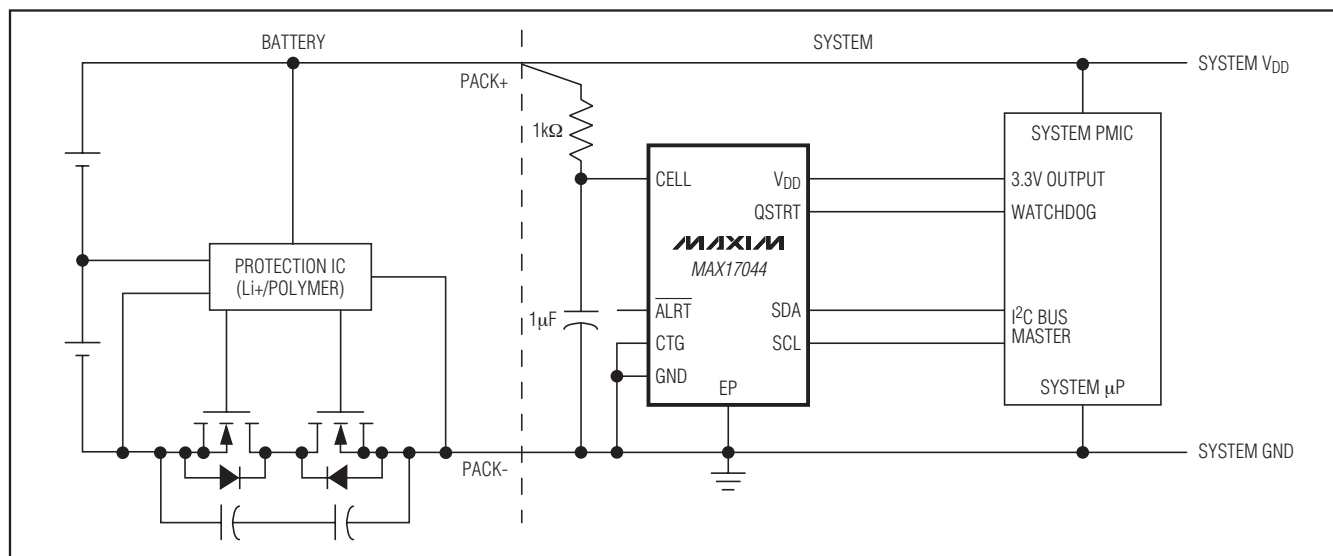 BATTERY
SYSTEM
PACK+
SYSTEM VDD
1kΩ
SYSTEM PMIC
CELL
VDD
3.3V OUTPUT
QSTRT
WATCHDOG
MAXIM
MAX17044
PROTECTION IC
(Li+/POLYMER)
1µF
ALRT
SDA
I2C BUS
MASTER
CTG
SCL
GND
EP
SYSTEM µP
PACK-
SYSTEM GND